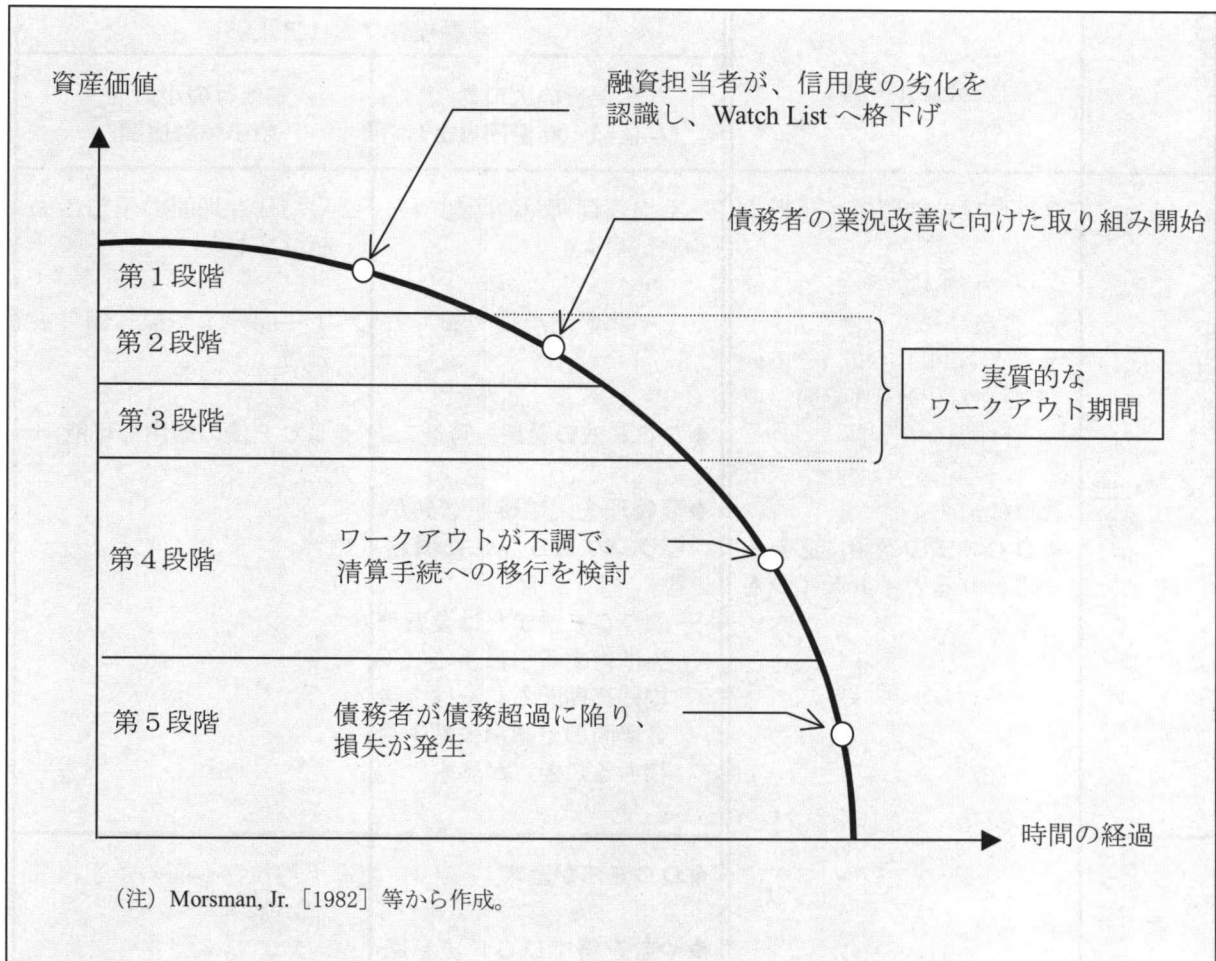 資産価値
融資担当者が、信用度の劣化を
認識し、Watch List へ格下げ
債務者の業況改善に向けた取り組み開始
第１段階
第２段階
第３段階
実質的な
ワークアウト期間
第４段階
ワークアウトが不調で、
清算手続への移行を検討
第５段階
債務者が債務超過に陥り、
損失が発生
時間の経過
（注）Morsman, Jr.［1982］等から作成。